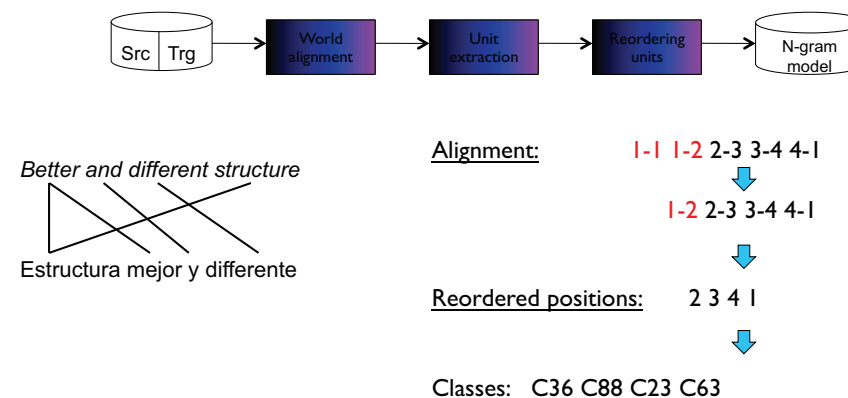 Src Trg
World alignment
Unit extraction
Reordering units
N-gram model
Better and different structure
Estructura mejor y differente
Alignment: 1-1 1-2 2-3 3-4 4-1
1-2 2-3 3-4 4-1
Reordered positions: 2 3 4 1
Classes: C36 C88 C23 C63